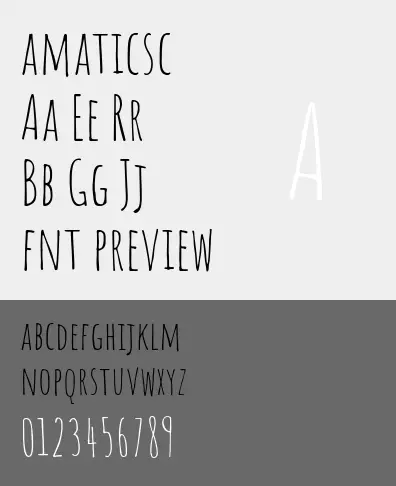 amaticsc
Aa Ee Rr
Bb Gg Jj
A
fnt preview
abcdefghijklm
nopqrstuvwxyz
0123456789